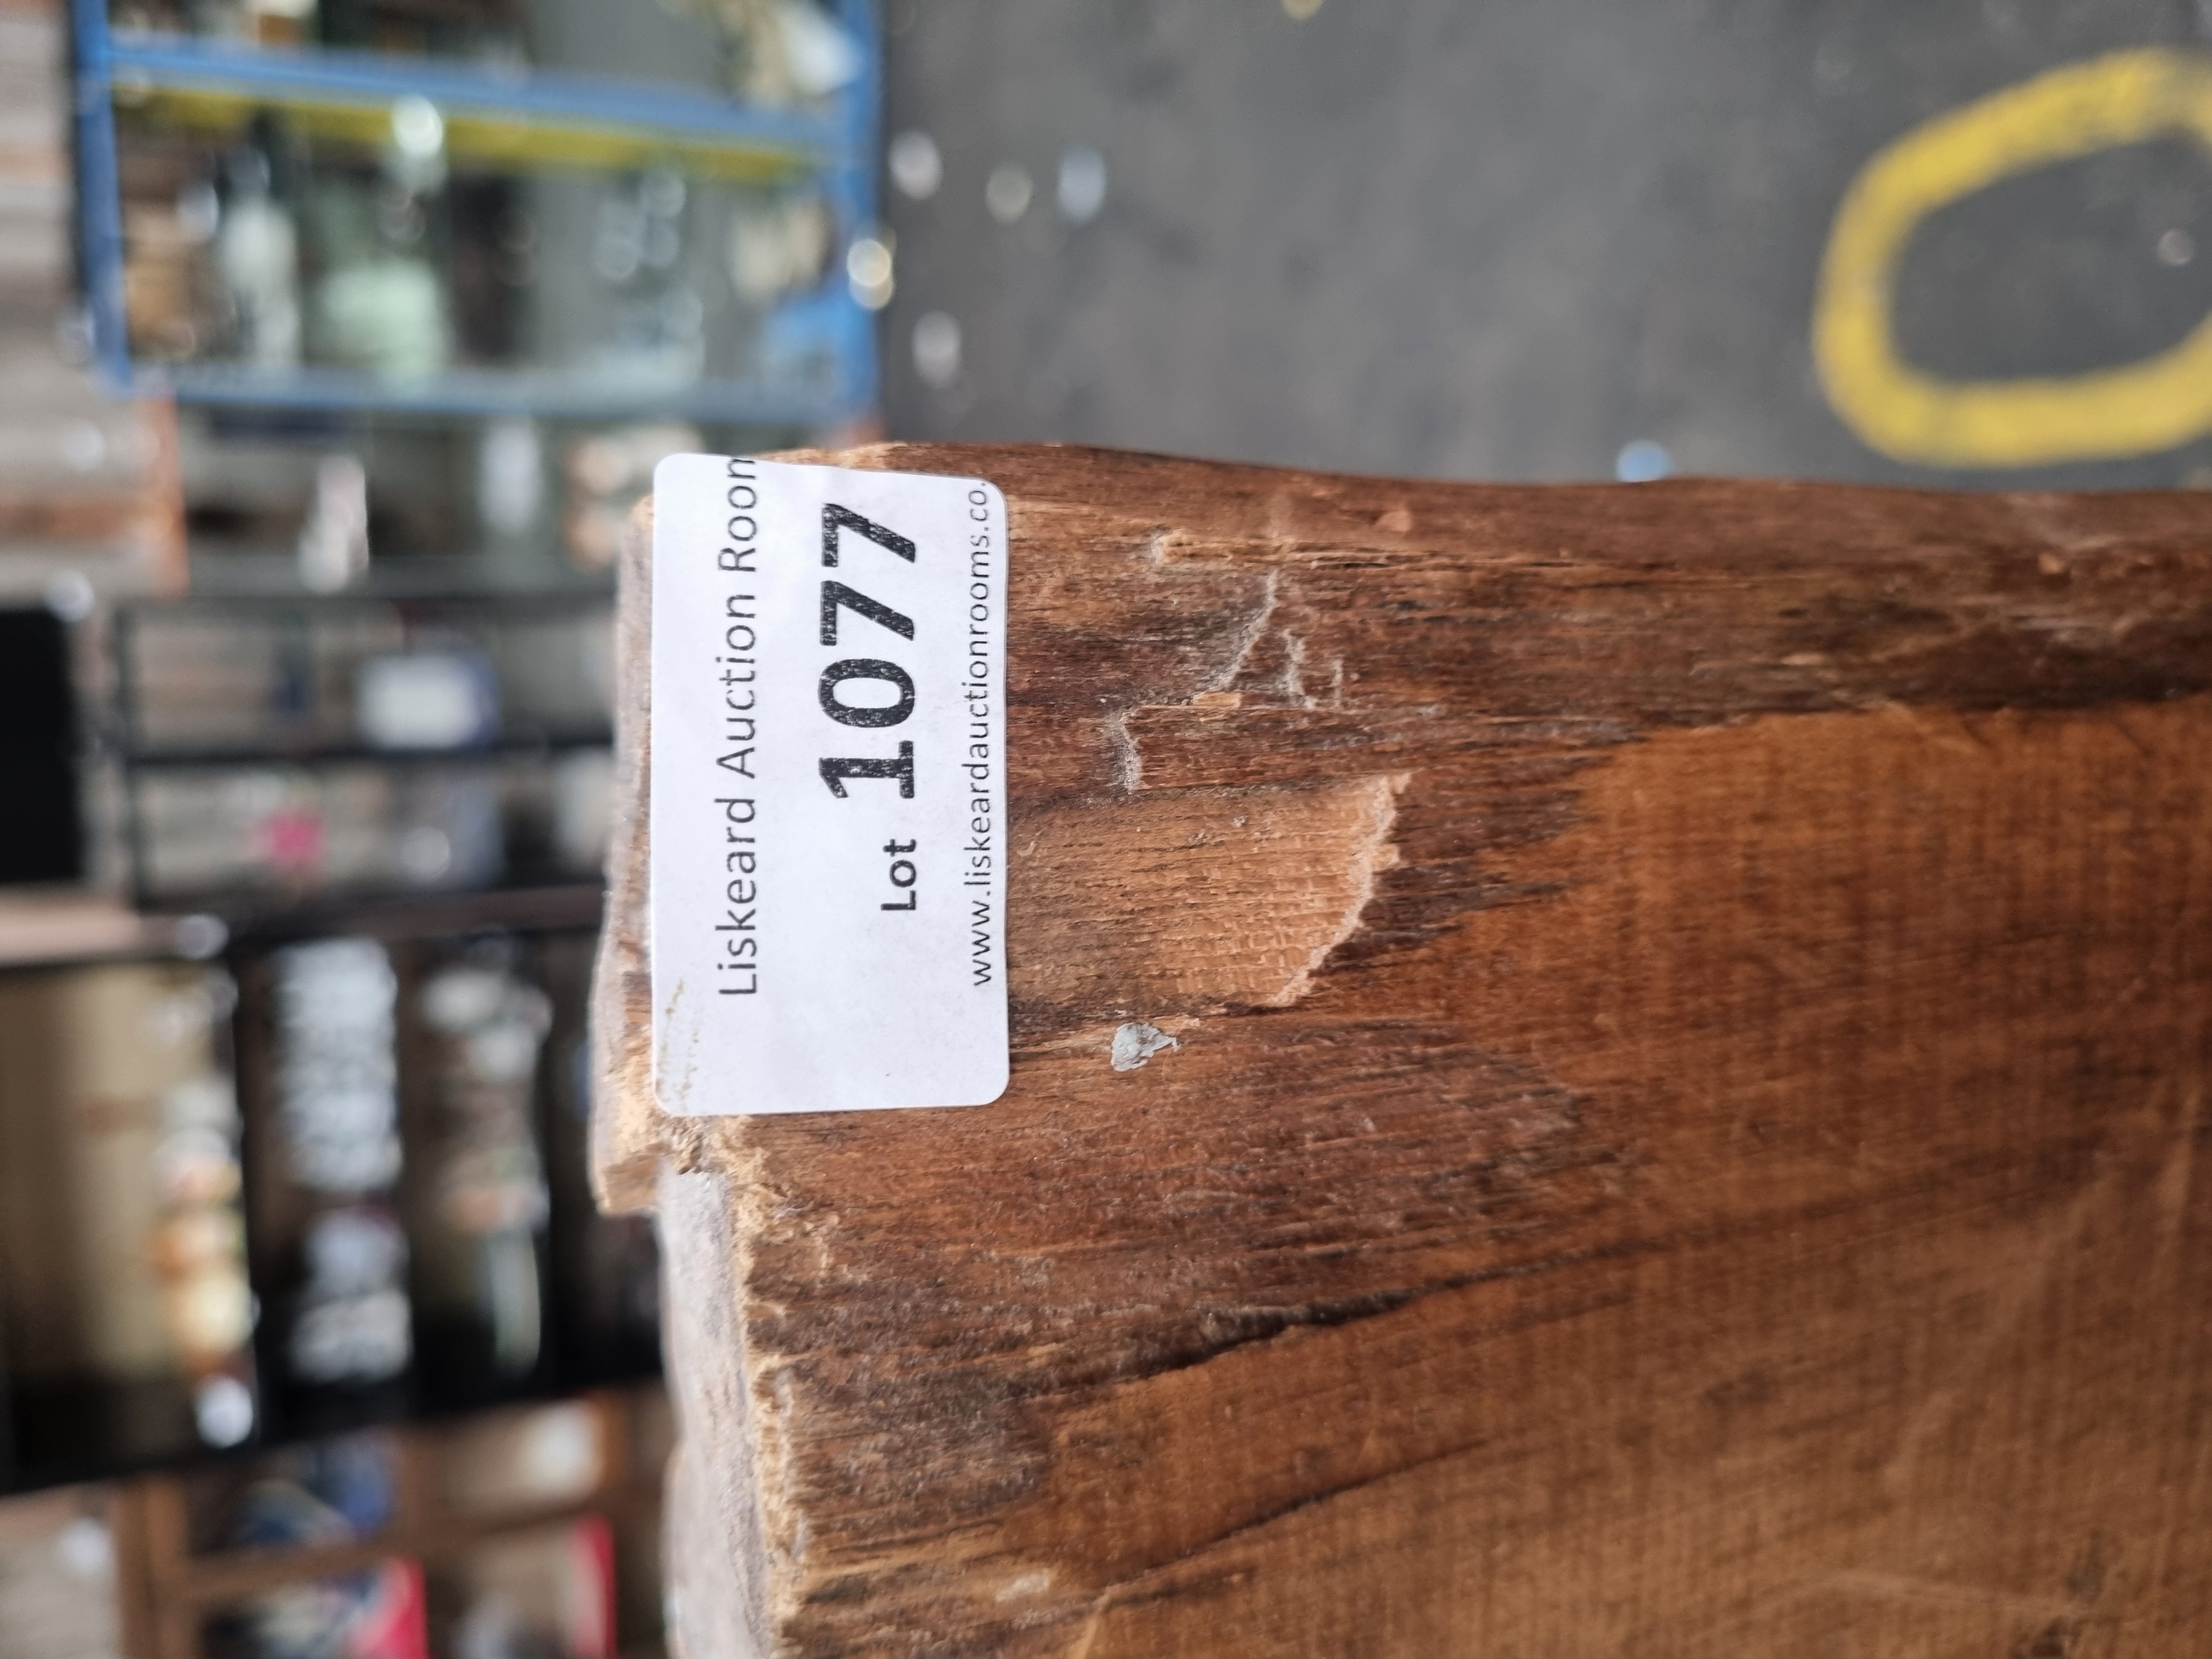 Liskeard Auction Room
Lot 1077
www.liskeardauctionrooms.co.